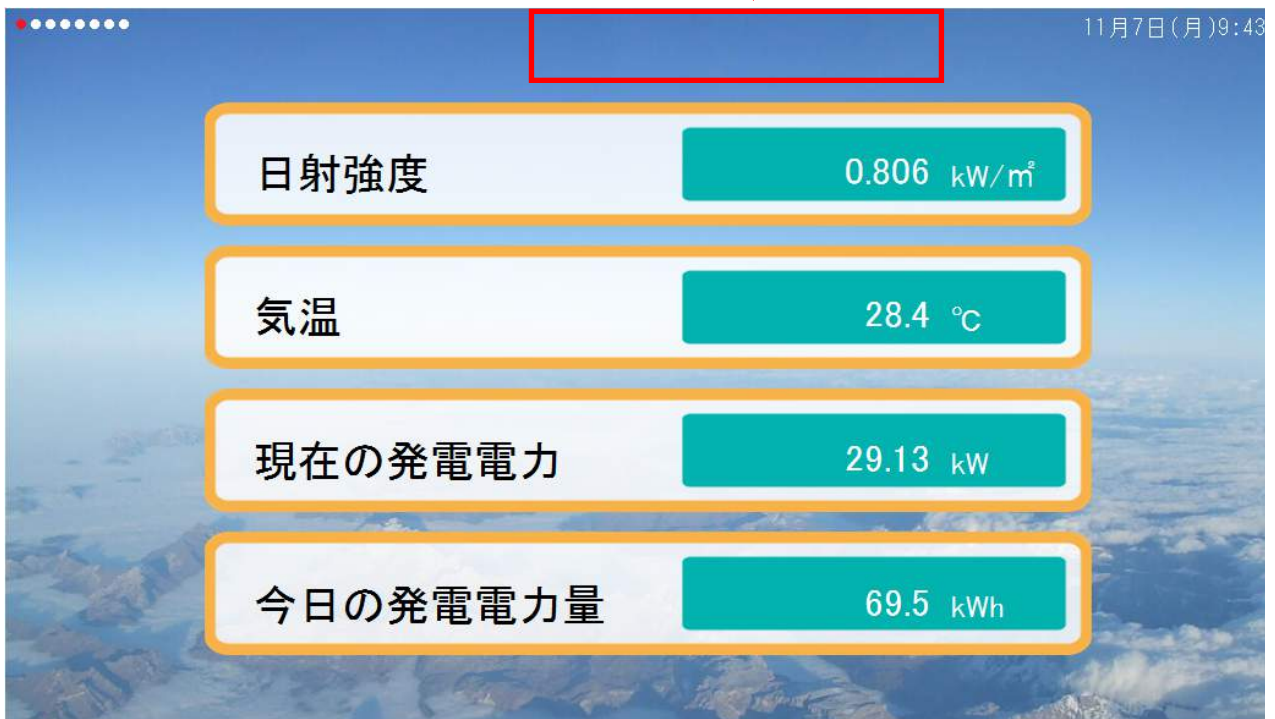 11月7日(月)9:43
日射強度 0.806 kW/㎡
気温 28.4 ℃
現在の発電電力 29.13 kW
今日の発電電力量 69.5 kWh